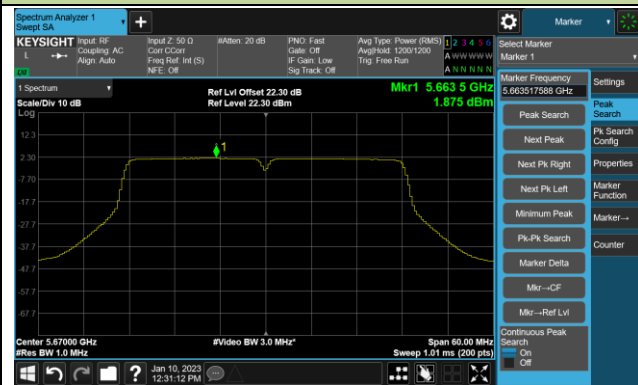 Spectrum Analyzer 1
Swept SA
Marker
KEYSIGHT
L
Input: RF
Coupling: AC
Align: Auto
Input Z: 50 Ω
Corr CCorr
Freq Ref: Int (S)
NFE: Off
#Atten: 20 dB
PNO: Fast
Gate: Off
IF Gain: Low
Sig Track: Off
Avg Type: Power (RMS)
Avg|Hold: 1200/1200
Trig: Free Run
1 2 3 4 5 6
A W W W W W
A N N N N N
Select Marker
Marker 1
1 Spectrum
Scale/Div 10 dB
Ref Lvl Offset 22.30 dB
Ref Level 22.30 dBm
Mkr1 5.663 5 GHz
1.875 dBm
Log
12.3
2.30
-7.70
-17.7
-27.7
-37.7
-47.7
-57.7
-67.7
1
Center 5.67000 GHz
#Res BW 1.0 MHz
#Video BW 3.0 MHz*
Span 60.00 MHz
Sweep 1.01 ms (200 pts)
Marker Frequency
5.663517588 GHz
Peak Search
Next Peak
Next Pk Right
Next Pk Left
Minimum Peak
Pk-Pk Search
Marker Delta
Mkr→CF
Mkr→Ref Lvl
Continuous Peak
Search
On
Off
Settings
Peak
Search
Pk Search
Config
Properties
Marker
Function
Marker→
Counter
Jan 10, 2023
12:31:12 PM